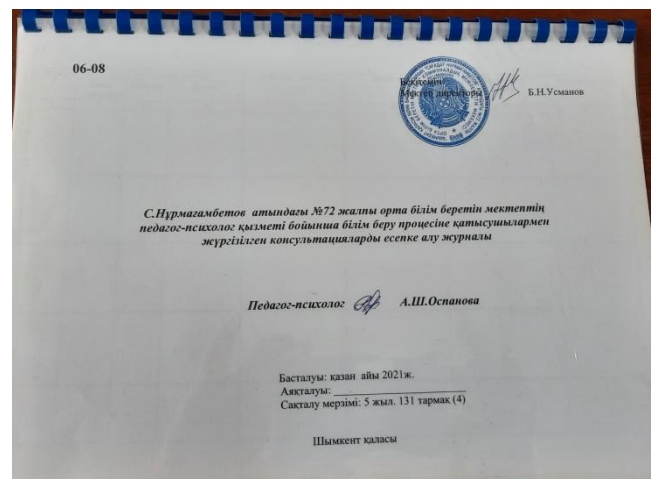 06-08
Бекітемін:
Мектеп директоры Б.Н.Усманов
С.Нұрмағамбетов атындағы №72 жалпы орта білім беретін мектептің
педагог-психолог қызметі бойынша білім беру процесіне қатысушылармен
жүргізілген консультацияларды есепке алу журналы
Педагог-психолог А.Ш.Оспанова
Басталуы: қазан айы 2021ж.
Аяқталуы: ____________________
Сақталу мерзімі: 5 жыл. 131 тармақ (4)
Шымкент қаласы